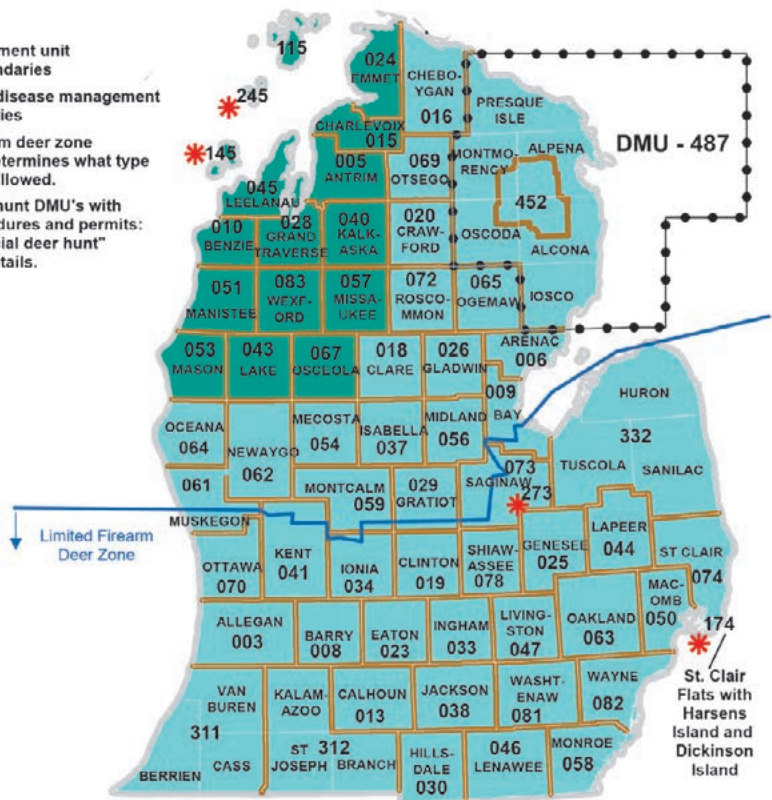 ment unit
ndaries
disease management
ries
m deer zone
etermines what type
llowed.
hunt DMU's with
dures and permits:
cial deer hunt"
tails.
115
245
145
024
EMMET
CHEBO-
YGAN
016
PRESQUE
ISLE
DMU - 487
CHARLEVOIX
015
005
ANTRIM
069
OTSEGO
MONTMO-
RENCY
ALPENA
452
045
LEELANAU
010
BENZIE
028
GRAND
TRAVERSE
040
KALK-
ASKA
020
CRAW-
FORD
OSCODA
ALCONA
051
MANISTEE
083
WEXF-
ORD
057
MISSA-
UKEE
072
ROSCO-
MMON
065
OGEMAW
IOSCO
053
MASON
043
LAKE
067
OSCEOLA
018
CLARE
026
GLADWIN
ARENAC
006
009
BAY
HURON
OCEANA
064
NEWAYGO
062
MECOSTA
054
ISABELLA
037
MIDLAND
056
332
TUSCOLA
SANILAC
061
MUSKEGON
MONTCALM
059
029
GRATIOT
073
SAGINAW
273
Limited Firearm
Deer Zone
OTTAWA
070
KENT
041
IONIA
034
CLINTON
019
SHIAW-
ASSEE
078
GENESEE
025
LAPEER
044
ST CLAIR
074
ALLEGAN
003
BARRY
008
EATON
023
INGHAM
033
LIVING-
STON
047
OAKLAND
063
MAC-
OMB
050
174
St. Clair
Flats with
Harsens
Island and
Dickinson
Island
VAN
BUREN
311
BERRIEN
CASS
KALAM-
AZOO
CALHOUN
013
JACKSON
038
WASHT-
ENAW
081
WAYNE
082
ST
JOSEPH
312
BRANCH
HILLS-
DALE
030
046
LENAWEE
MONROE
058